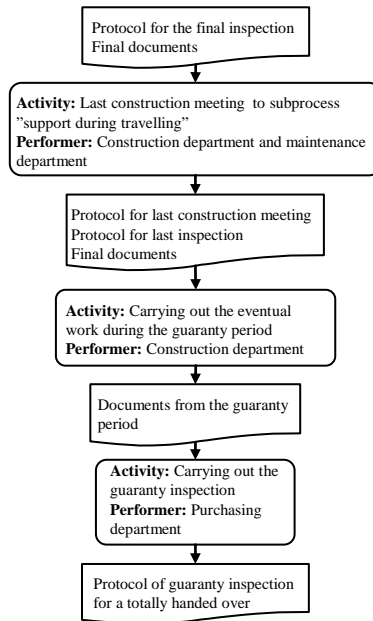 Protocol for the final inspection
Final documents
Activity: Last construction meeting to subprocess
”support during travelling”
Performer: Construction department and maintenance
department
Protocol for last construction meeting
Protocol for last inspection
Final documents
Activity: Carrying out the eventual
work during the guaranty period
Performer: Construction department
Documents from the guaranty
period
Activity: Carrying out the
guaranty inspection
Performer: Purchasing
department
Protocol of guaranty inspection
for a totally handed over